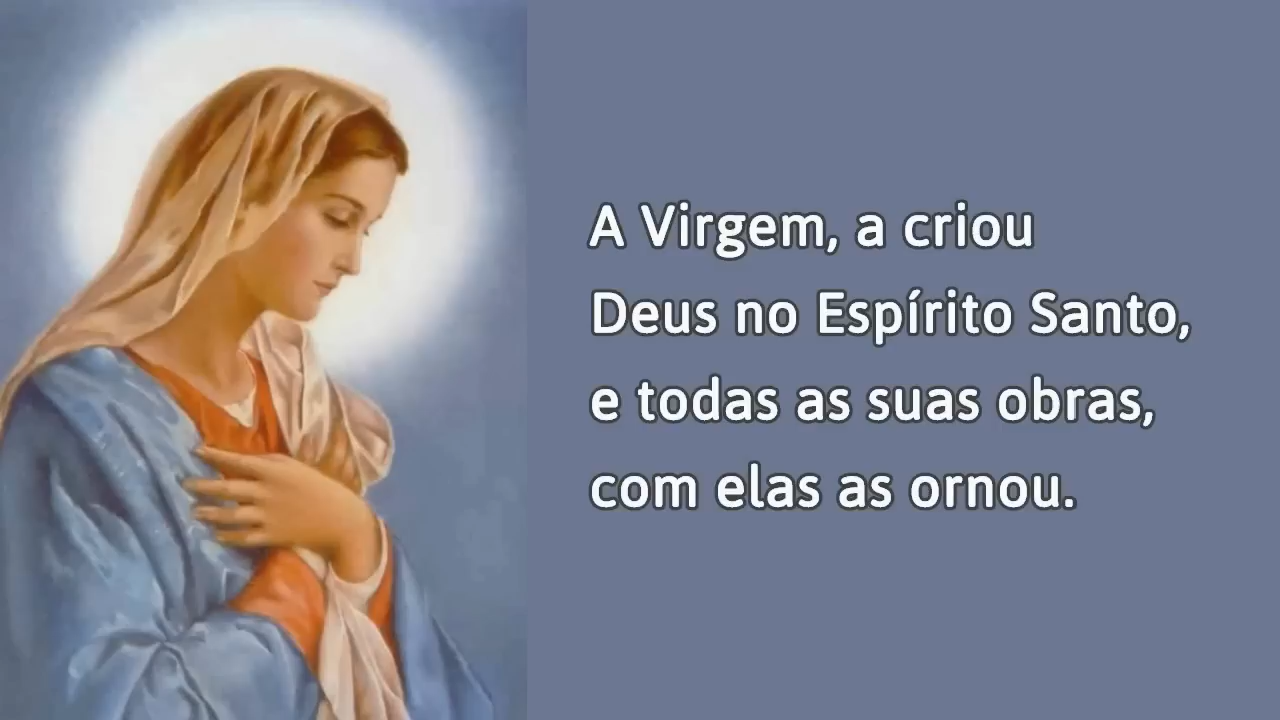 A Virgem, a criou
Deus no Espírito Santo,
e todas as suas obras,
com elas as ornou.